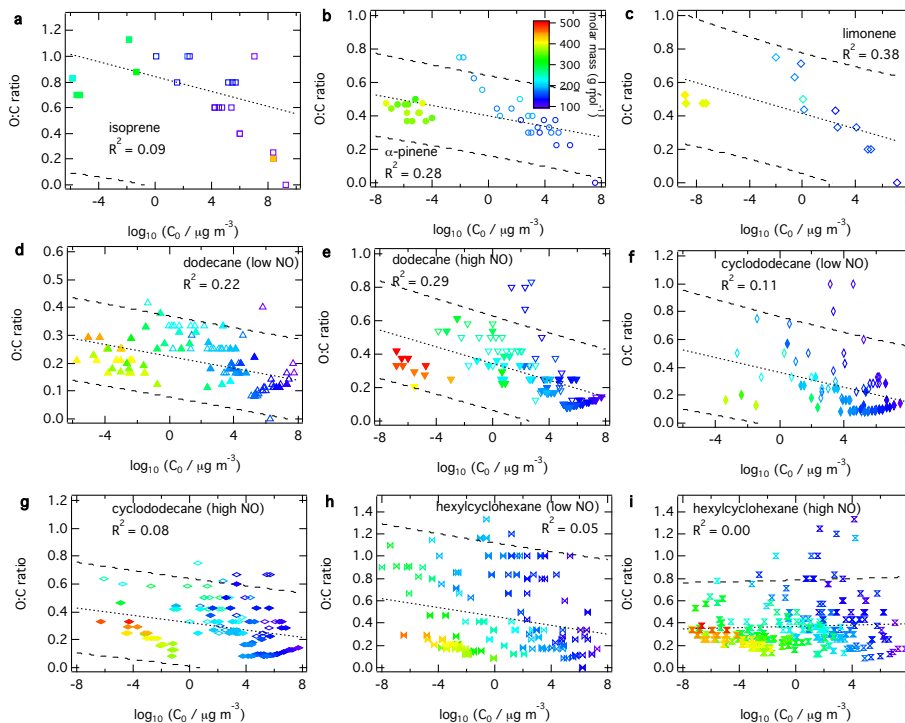 a
O:C ratio
1.2
1.0
0.8
0.6
0.4
0.2
0.0
isoprene
R² = 0.09
-4 0 4 8
log₁₀ (C₀ / μg m⁻³)
b
O:C ratio
1.0
0.8
0.6
0.4
0.2
0.0
500
400
300
200
100
molar mass (g mol⁻¹)
α-pinene
R² = 0.28
-8 -4 0 4 8
log₁₀ (C₀ / μg m⁻³)
c
O:C ratio
1.0
0.8
0.6
0.4
0.2
0.0
limonene
R² = 0.38
-8 -4 0 4
log₁₀ (C₀ / μg m⁻³)
d
O:C ratio
0.6
0.5
0.4
0.3
0.2
0.1
0.0
dodecane (low NO)
R² = 0.22
-4 0 4 8
log₁₀ (C₀ / μg m⁻³)
e
O:C ratio
1.0
0.8
0.6
0.4
0.2
0.0
dodecane (high NO)
R² = 0.29
-8 -4 0 4 8
log₁₀ (C₀ / μg m⁻³)
f
O:C ratio
1.2
1.0
0.8
0.6
0.4
0.2
0.0
cyclododecane (low NO)
R² = 0.11
-8 -4 0 4
log₁₀ (C₀ / μg m⁻³)
g
O:C ratio
1.2
1.0
0.8
0.6
0.4
0.2
0.0
cyclododecane (high NO)
R² = 0.08
-8 -4 0 4 8
log₁₀ (C₀ / μg m⁻³)
h
O:C ratio
1.4
1.2
1.0
0.8
0.6
0.4
0.2
0.0
hexylcyclohexane (low NO)
R² = 0.05
-8 -4 0 4 8
log₁₀ (C₀ / μg m⁻³)
i
O:C ratio
1.4
1.2
1.0
0.8
0.6
0.4
0.2
0.0
hexylcyclohexane (high NO)
R² = 0.00
-8 -4 0 4 8
log₁₀ (C₀ / μg m⁻³)